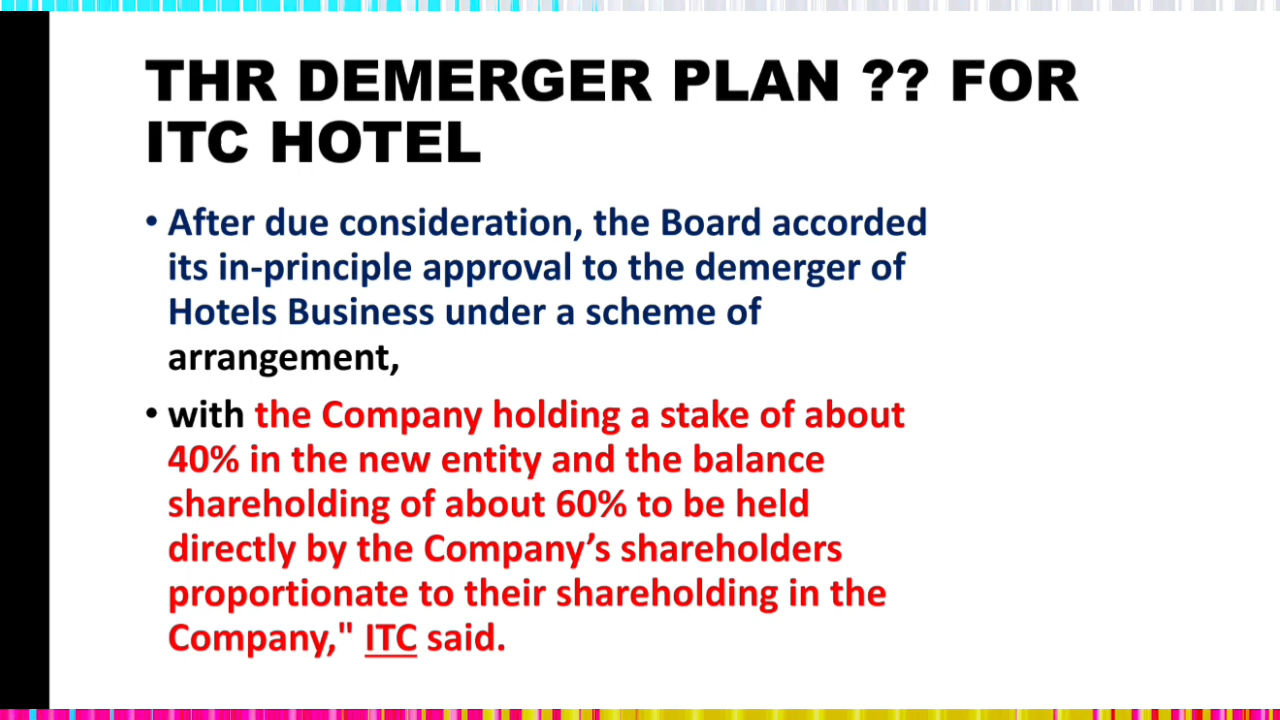 THR DEMERGER PLAN ?? FOR
ITC HOTEL
• After due consideration, the Board accorded
its in-principle approval to the demerger of
Hotels Business under a scheme of
arrangement,
• with the Company holding a stake of about
40% in the new entity and the balance
shareholding of about 60% to be held
directly by the Company’s shareholders
proportionate to their shareholding in the
Company," ITC said.